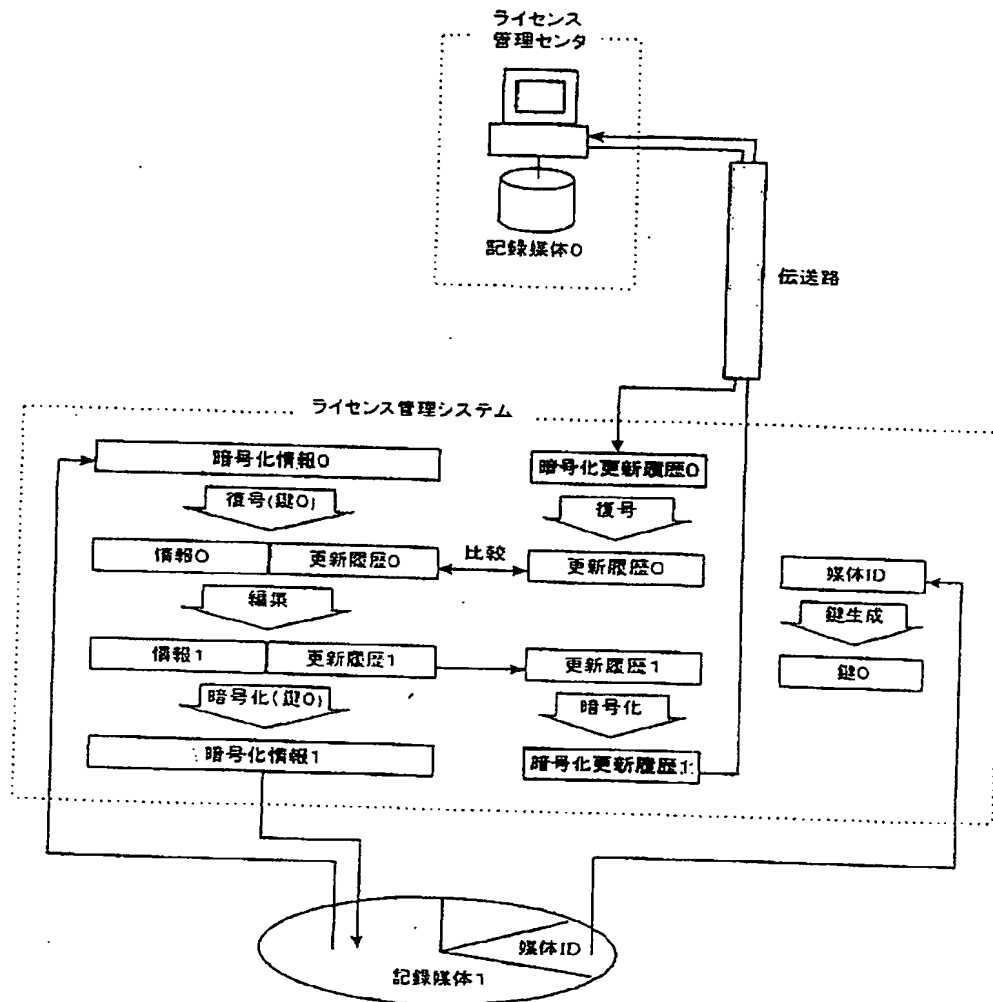 ライセンス
管理センタ
記録媒体0
伝送路
ライセンス管理システム
暗号化情報0
暗号化更新履歴0
復号(鍵0)
復号
情報0
更新履歴0
比較
更新履歴0
媒体ID
編集
鍵生成
情報1
更新履歴1
更新履歴1
鍵0
暗号化(鍵0)
暗号化
暗号化情報1
暗号化更新履歴1
媒体ID
記録媒体1